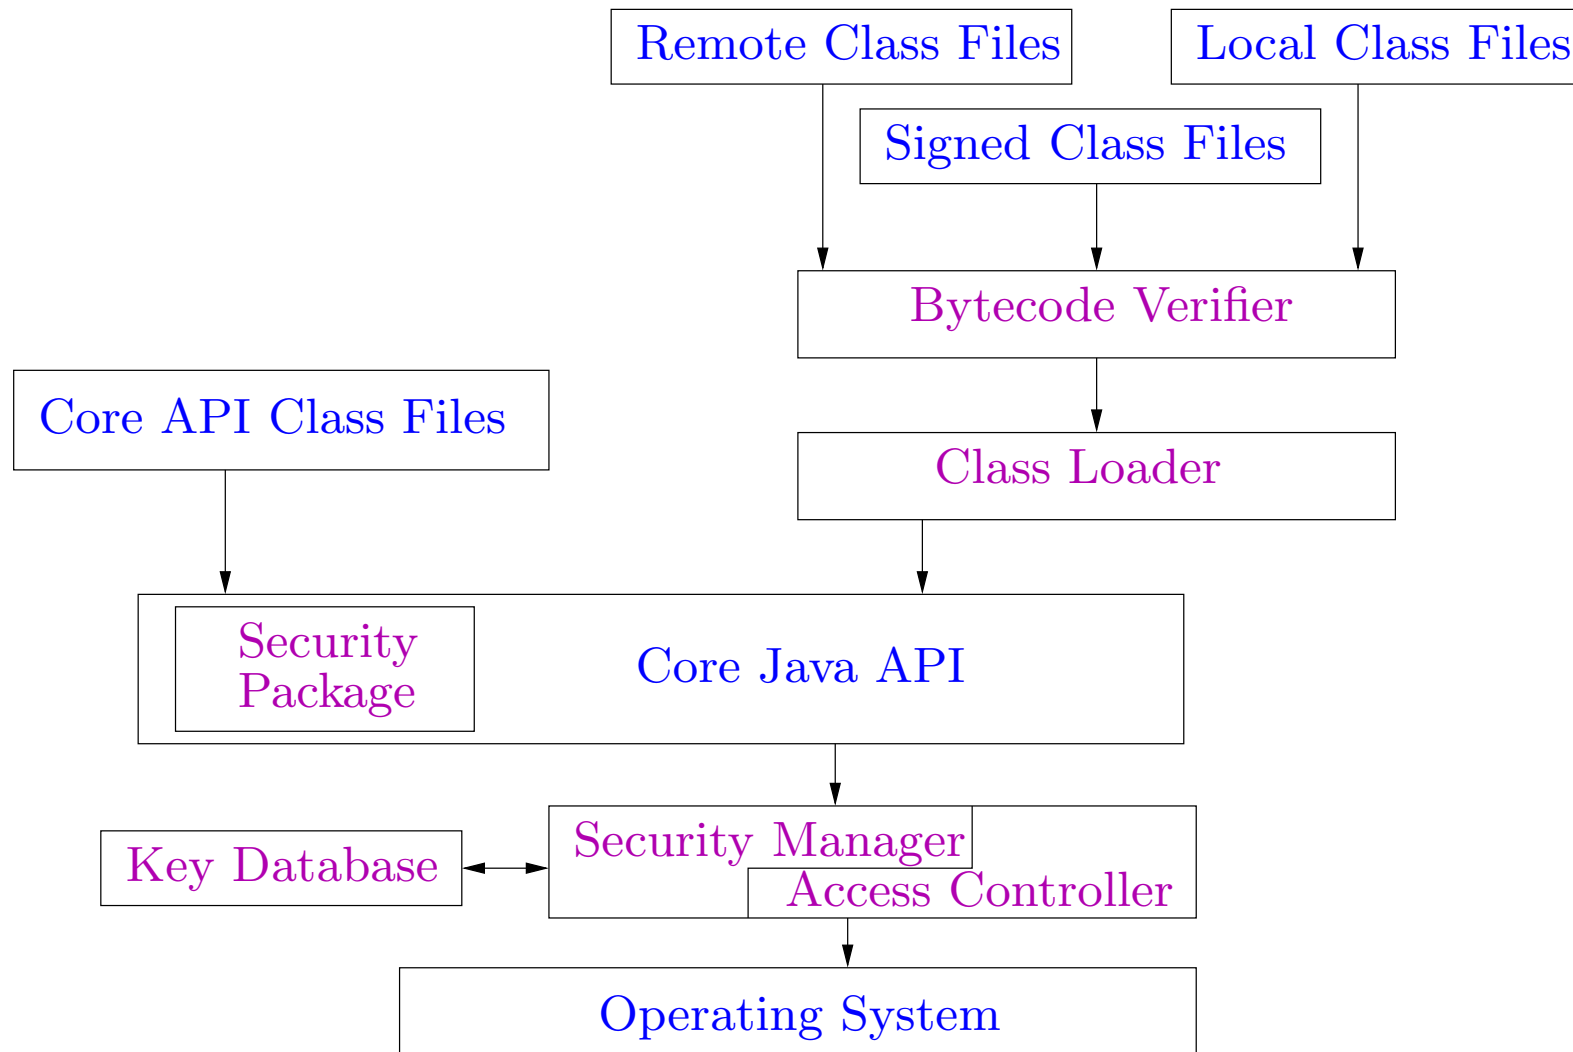 Remote Class Files
Local Class Files
Signed Class Files
Bytecode Verifier
Core API Class Files
Class Loader
Security
Package
Core Java API
Security Manager
Key Database
Access Controller
Operating System